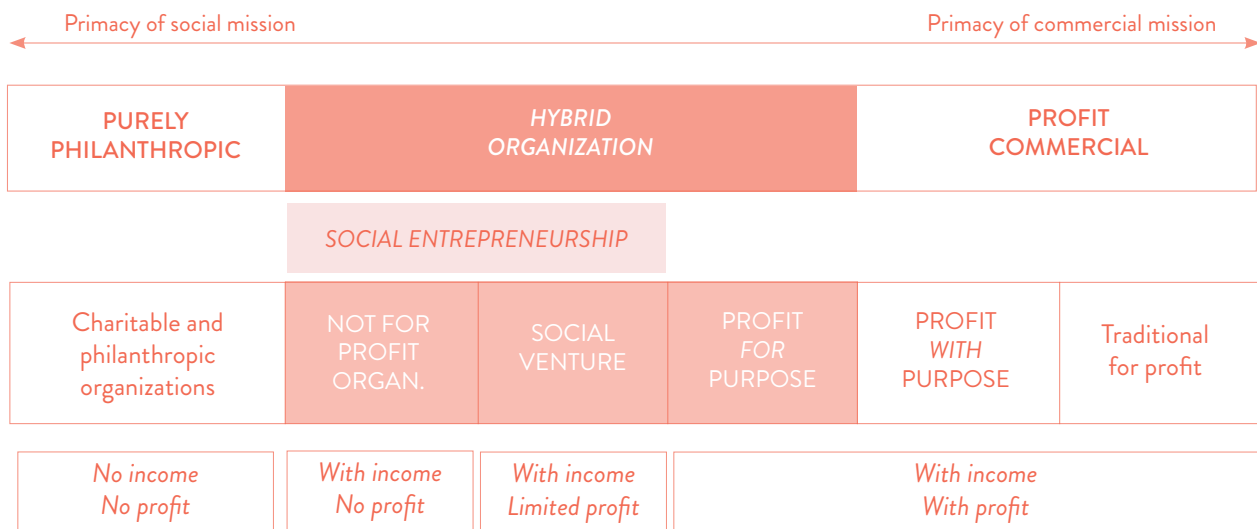 Primacy of social mission
Primacy of commercial mission
PURELY
PHILANTHROPIC
HYBRID
ORGANIZATION
PROFIT
COMMERCIAL
SOCIAL ENTREPRENEURSHIP
Charitable and
philanthropic
organizations
NOT FOR
PROFIT
ORGAN.
SOCIAL
VENTURE
PROFIT
FOR
PURPOSE
PROFIT
WITH
PURPOSE
Traditional
for profit
No income
No profit
With income
No profit
With income
Limited profit
With income
With profit